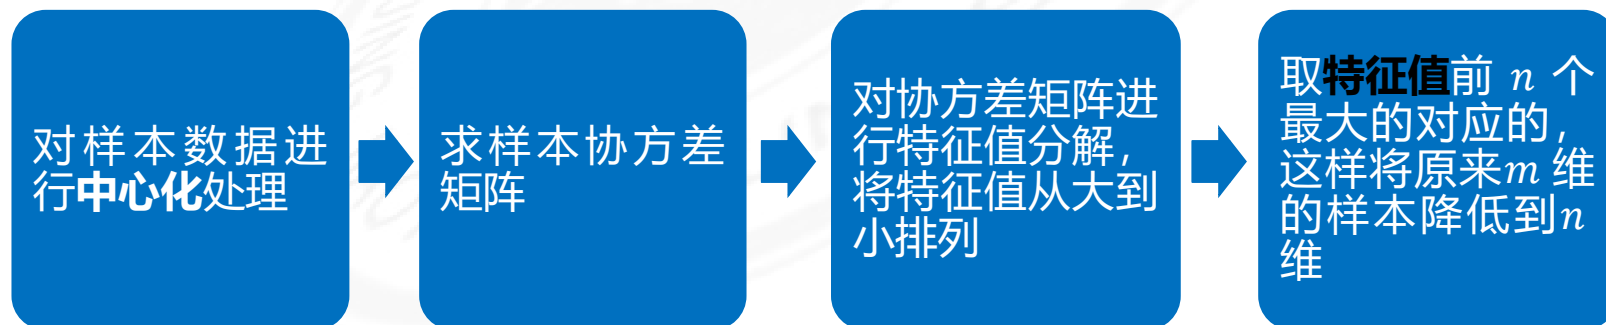 对样本数据进
行中心化处理
求样本协方差
矩阵
对协方差矩阵进
行特征值分解，
将特征值从大到
小排列
取特征值前 n 个
最大的对应的，
这样将原来m 维
的样本降低到n
维